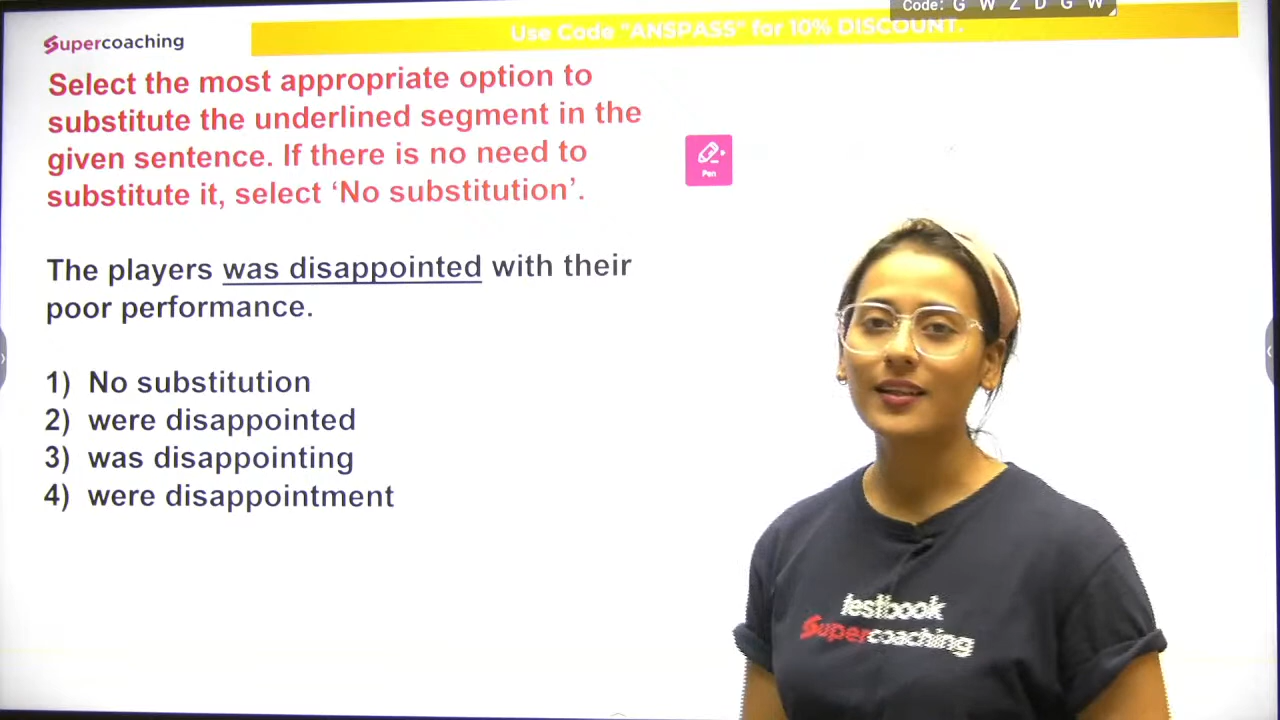 Code: G W Z D G W
Supercoaching
Use Code "ANSPASS" for 10% DISCOUNT.
Select the most appropriate option to
substitute the underlined segment in the
given sentence. If there is no need to
substitute it, select ‘No substitution’.
Pen
The players was disappointed with their
poor performance.
1) No substitution
2) were disappointed
3) was disappointing
4) were disappointment
testbook
Supercoaching